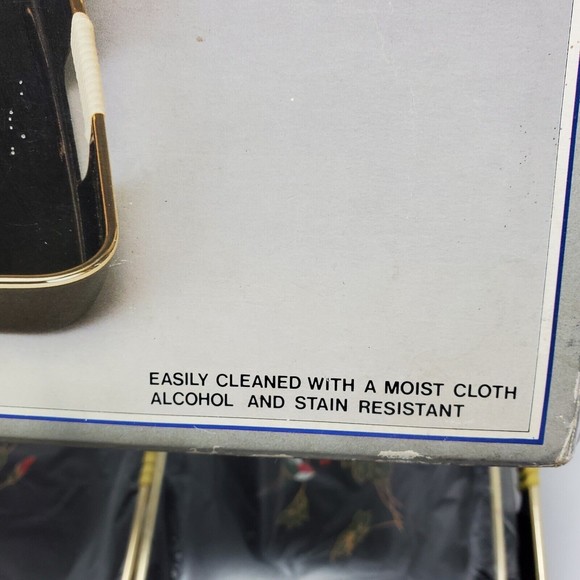 EASILY CLEANED WiTH A MOIST CLOTH
ALCOHOL AND STAIN RESISTANT